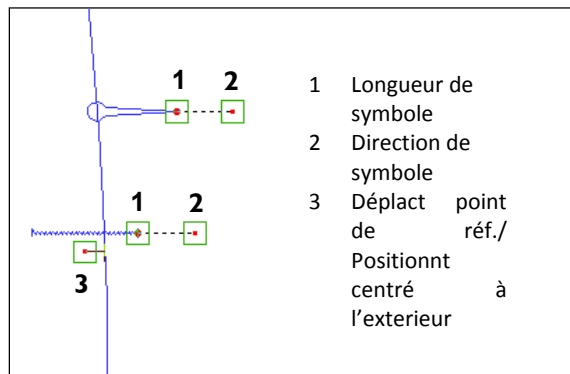 1 2
1 Longueur de
symbole
2 Direction de
symbole
3 Déplact point
de réf./
Positionnt
centré à
l'exterieur
1 2
3